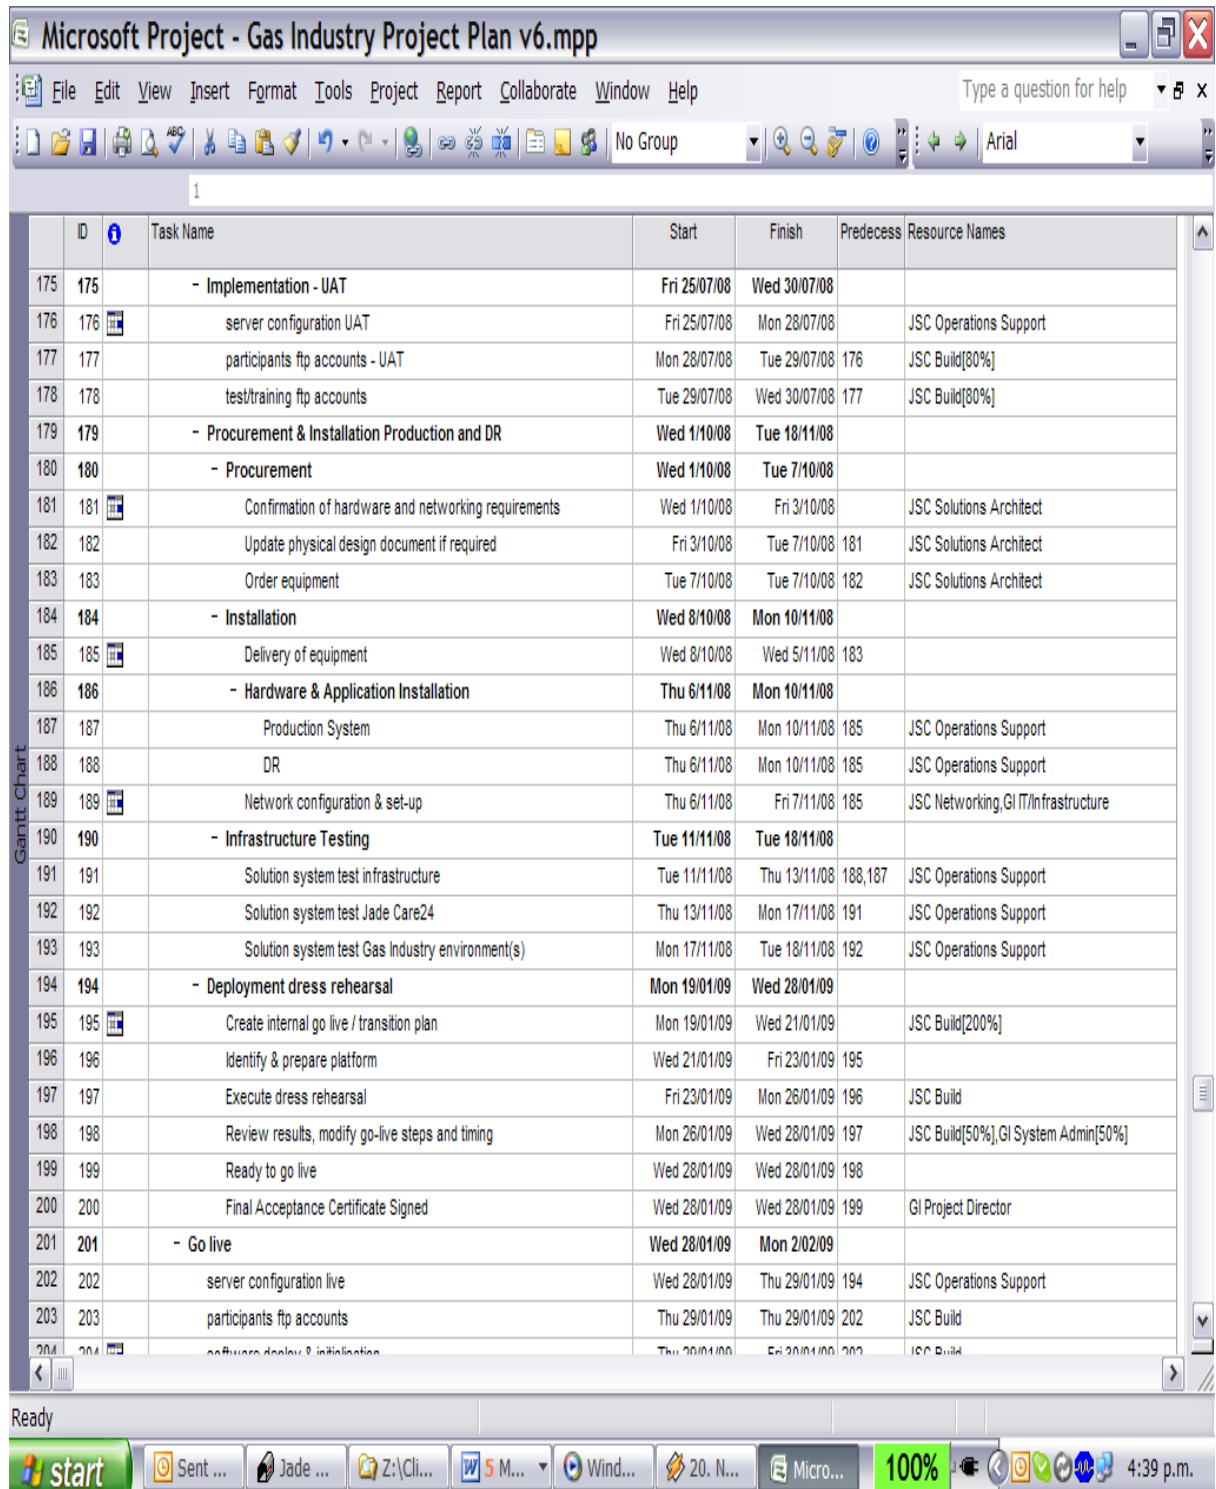 Microsoft Project - Gas Industry Project Plan v6.mpp
File Edit View Insert Format Tools Project Report Collaborate Window Help Type a question for help
No Group Arial
1
ID Task Name Start Finish Predecess Resource Names
175 175 - Implementation - UAT Fri 25/07/08 Wed 30/07/08
176 176 server configuration UAT Fri 25/07/08 Mon 28/07/08 JSC Operations Support
177 177 participants ftp accounts - UAT Mon 28/07/08 Tue 29/07/08 176 JSC Build[80%]
178 178 test/training ftp accounts Tue 29/07/08 Wed 30/07/08 177 JSC Build[80%]
179 179 - Procurement & Installation Production and DR Wed 1/10/08 Tue 18/11/08
180 180 - Procurement Wed 1/10/08 Tue 7/10/08
181 181 Confirmation of hardware and networking requirements Wed 1/10/08 Fri 3/10/08 JSC Solutions Architect
182 182 Update physical design document if required Fri 3/10/08 Tue 7/10/08 181 JSC Solutions Architect
183 183 Order equipment Tue 7/10/08 Tue 7/10/08 182 JSC Solutions Architect
184 184 - Installation Wed 8/10/08 Mon 10/11/08
185 185 Delivery of equipment Wed 8/10/08 Wed 5/11/08 183
186 186 - Hardware & Application Installation Thu 6/11/08 Mon 10/11/08
187 187 Production System Thu 6/11/08 Mon 10/11/08 185 JSC Operations Support
188 188 DR Thu 6/11/08 Mon 10/11/08 185 JSC Operations Support
189 189 Network configuration & set-up Thu 6/11/08 Fri 7/11/08 185 JSC Networking,GI IT/Infrastructure
190 190 - Infrastructure Testing Tue 11/11/08 Tue 18/11/08
191 191 Solution system test infrastructure Tue 11/11/08 Thu 13/11/08 188,187 JSC Operations Support
192 192 Solution system test Jade Care24 Thu 13/11/08 Mon 17/11/08 191 JSC Operations Support
193 193 Solution system test Gas Industry environment(s) Mon 17/11/08 Tue 18/11/08 192 JSC Operations Support
194 194 - Deployment dress rehearsal Mon 19/01/09 Wed 28/01/09
195 195 Create internal go live / transition plan Mon 19/01/09 Wed 21/01/09 JSC Build[200%]
196 196 Identify & prepare platform Wed 21/01/09 Fri 23/01/09 195
197 197 Execute dress rehearsal Fri 23/01/09 Mon 26/01/09 196 JSC Build
198 198 Review results, modify go-live steps and timing Mon 26/01/09 Wed 28/01/09 197 JSC Build[50%],GI System Admin[50%]
199 199 Ready to go live Wed 28/01/09 Wed 28/01/09 198
200 200 Final Acceptance Certificate Signed Wed 28/01/09 Wed 28/01/09 199 GI Project Director
201 201 - Go live Wed 28/01/09 Mon 2/02/09
202 202 server configuration live Wed 28/01/09 Thu 29/01/09 194 JSC Operations Support
203 203 participants ftp accounts Thu 29/01/09 Thu 29/01/09 202 JSC Build
204 204 software deploy & initialisation Thu 29/01/09 Fri 30/01/09 JSC Build
Gantt Chart
Ready
start Sent ... Jade ... Z:\Cli... 5 M... Wind... 20. N... Micro... 100% 4:39 p.m.